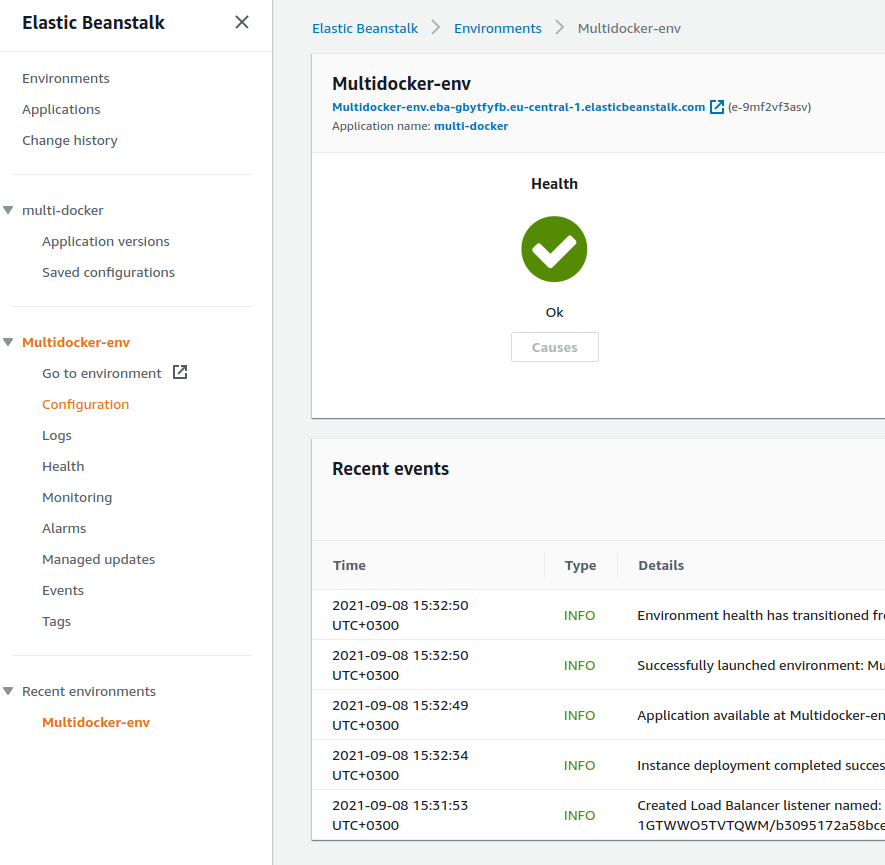 Elastic Beanstalk
Environments
Applications
Change history
multi-docker
Application versions
Saved configurations
Multidocker-env
Go to environment
Configuration
Logs
Health
Monitoring
Alarms
Managed updates
Events
Tags
Recent environments
Multidocker-env
Elastic Beanstalk > Environments > Multidocker-env
Multidocker-env
Multidocker-env.eba-gbytfyfb.eu-central-1.elasticbeanstalk.com (e-9mf2vf3asv)
Application name: multi-docker
Health
Ok
Causes
Recent events
Time Type Details
2021-09-08 15:32:50
UTC+0300
INFO
Environment health has transitioned fr
2021-09-08 15:32:50
UTC+0300
INFO
Successfully launched environment: Mu
2021-09-08 15:32:49
UTC+0300
INFO
Application available at Multidocker-en
2021-09-08 15:32:34
UTC+0300
INFO
Instance deployment completed succes
2021-09-08 15:31:53
UTC+0300
INFO
Created Load Balancer listener named:
1GTWWO5TVTQWM/b3095172a58bce